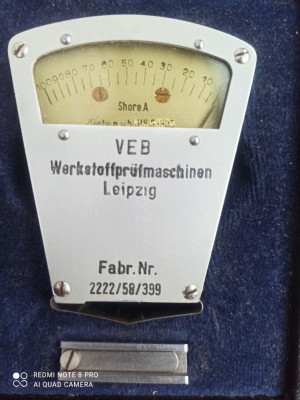 100 90 80 70 60 50 40 30 20 10
Shore A
VEB
Werkstoffprüfmaschinen
Leipzig
Fabr. Nr.
2222/58/399
REDMI NOTE 8 PRO
AI QUAD CAMERA